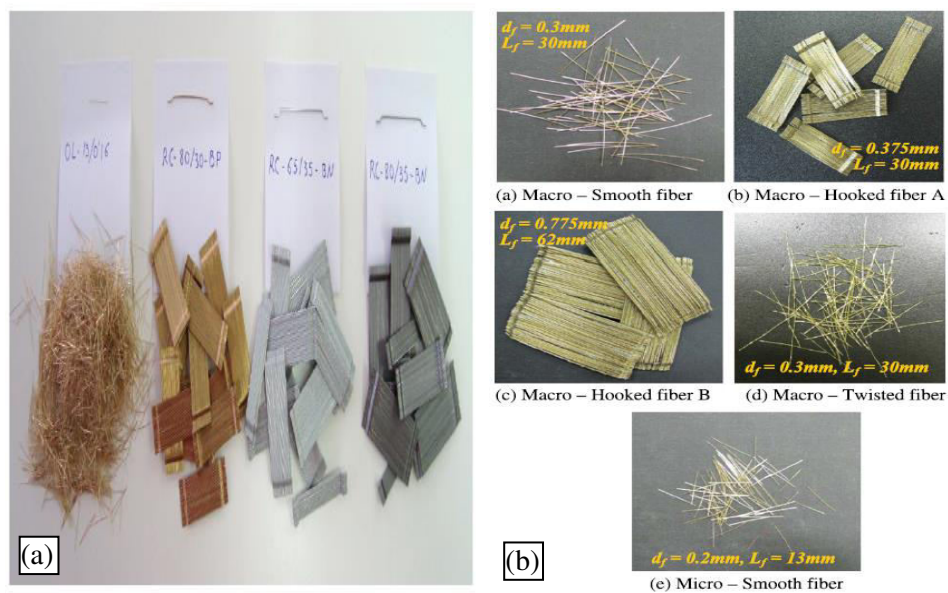 OL-13/0'16
RC-80/30-BP
RC-65/35-BN
RC-80/35-BN
(a)
d_f = 0.3mm
L_f = 30mm
(a) Macro – Smooth fiber
d_f = 0.375mm
L_f = 30mm
(b) Macro – Hooked fiber A
d_f = 0.775mm
L_f = 62mm
(c) Macro – Hooked fiber B
d_f = 0.3mm, L_f = 30mm
(d) Macro – Twisted fiber
d_f = 0.2mm, L_f = 13mm
(e) Micro – Smooth fiber
(b)